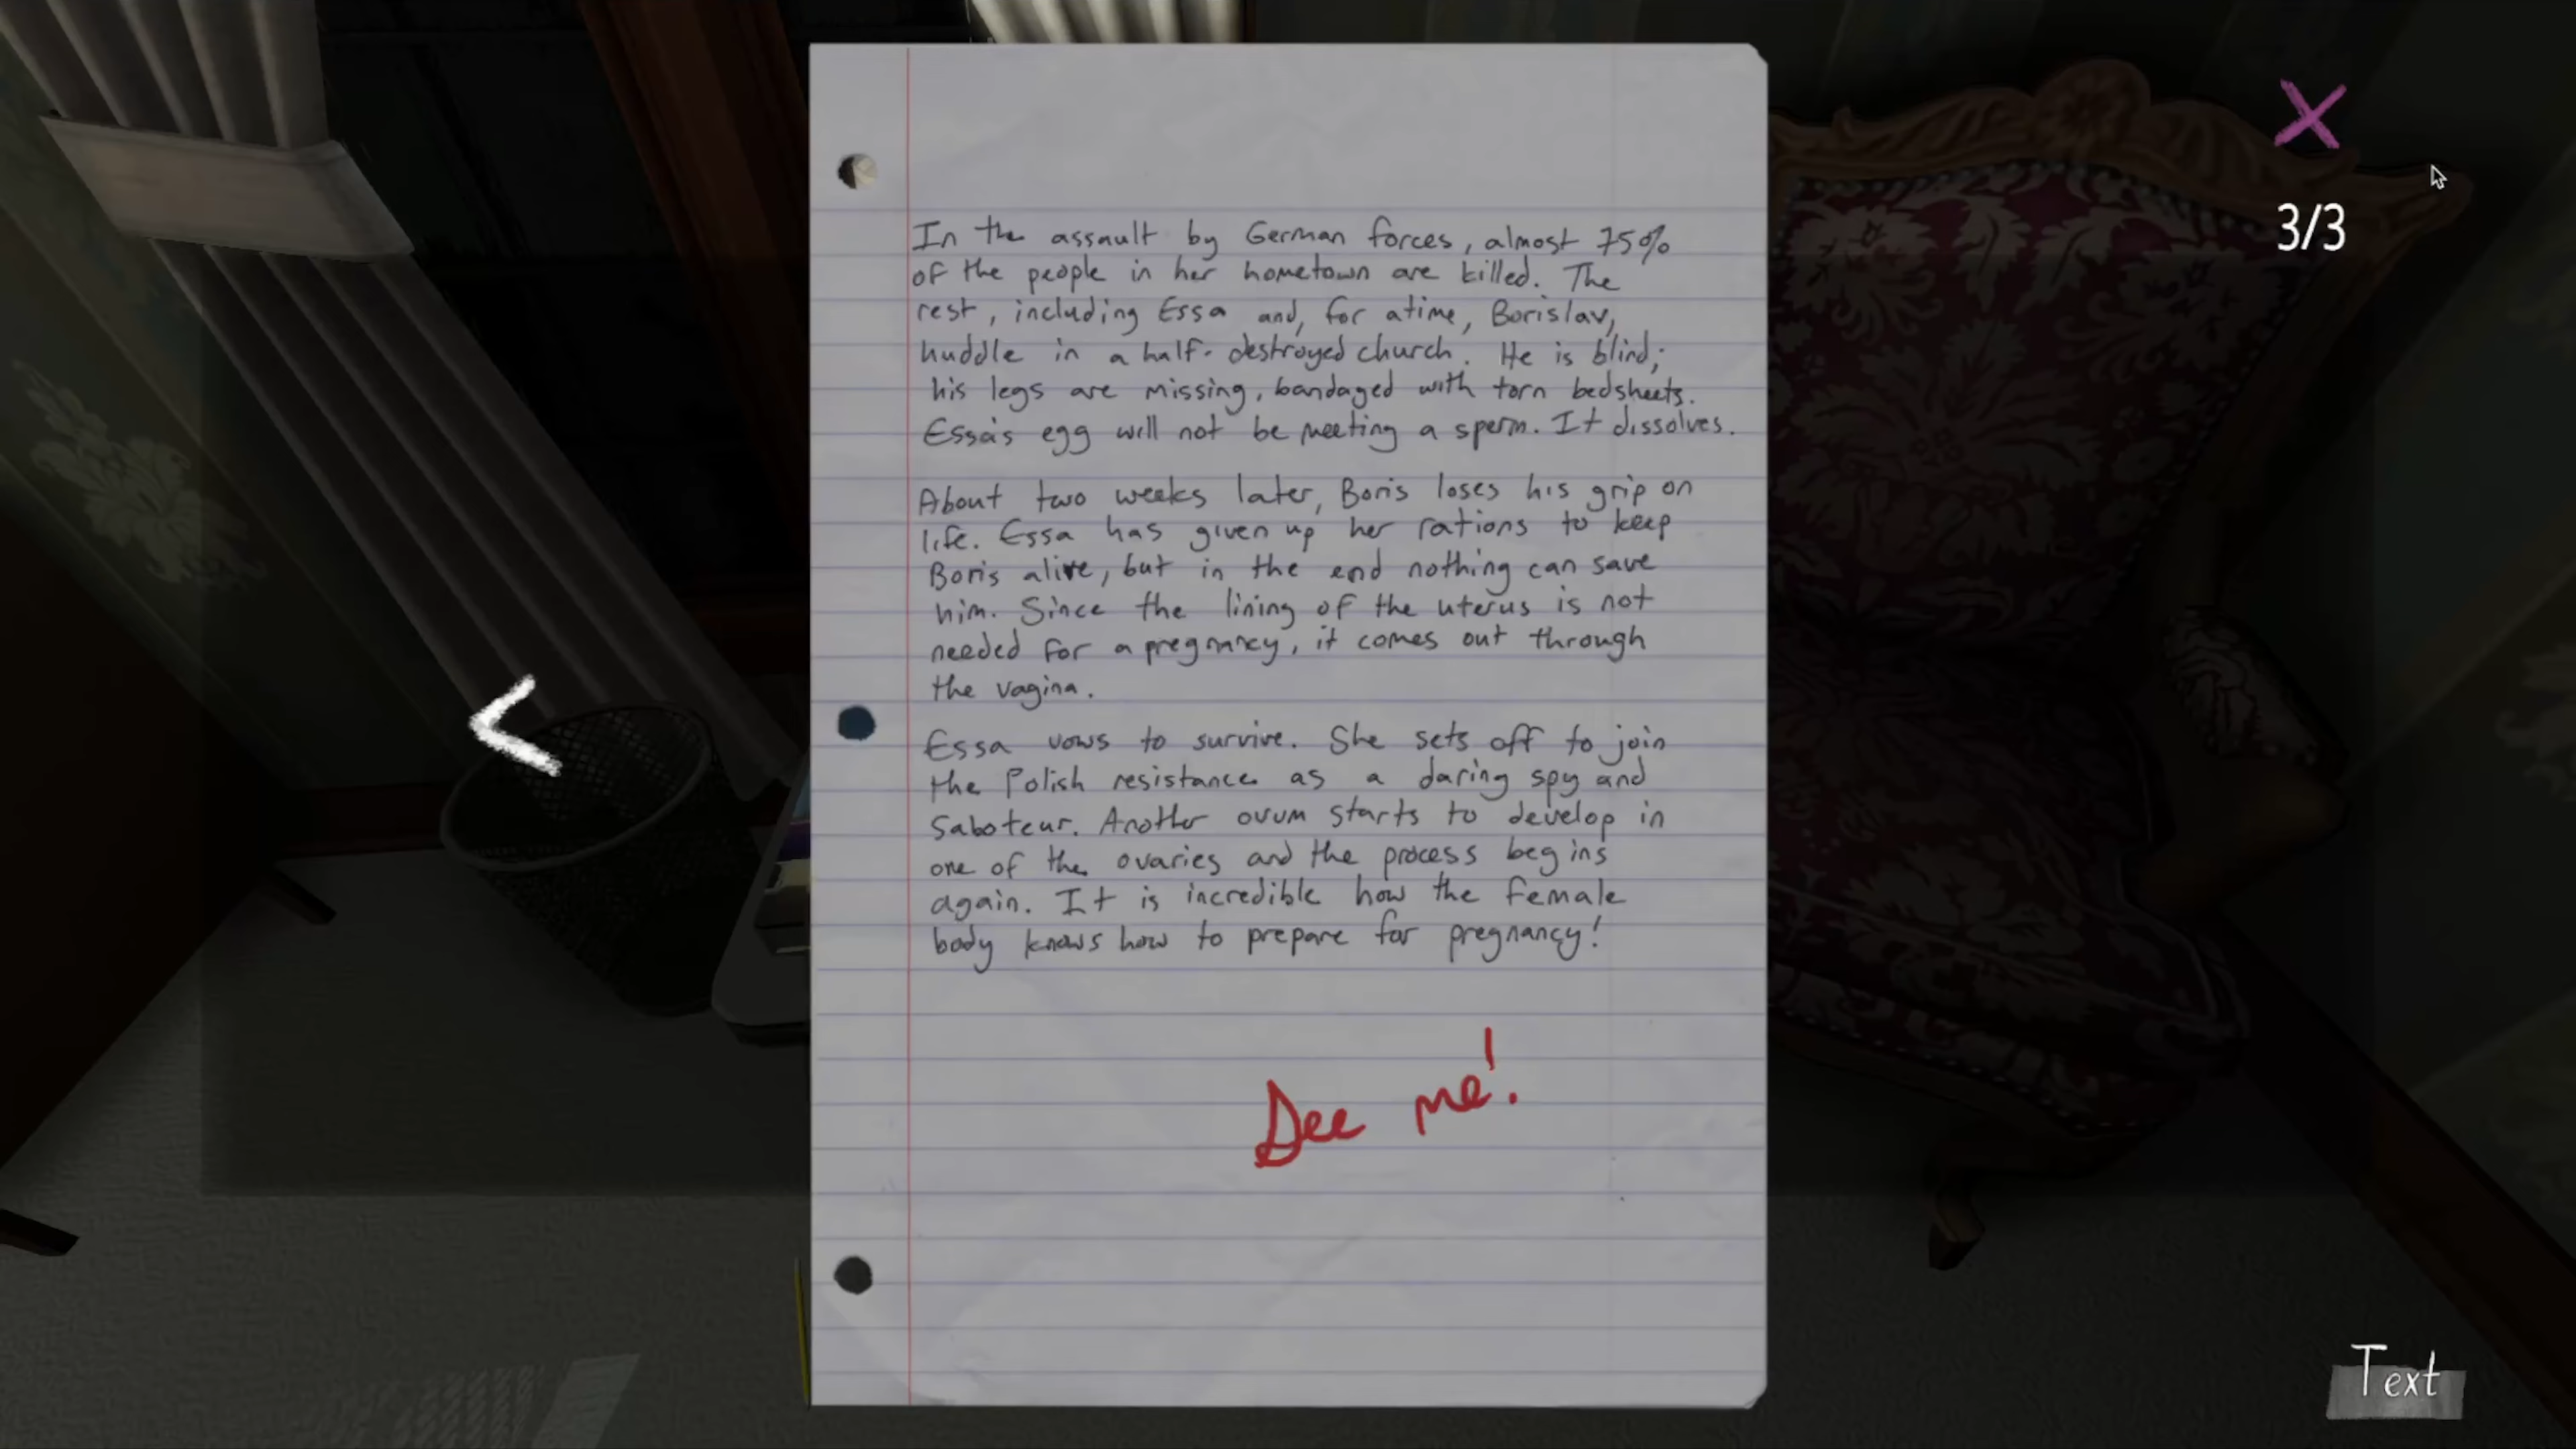 In the assault by German forces, almost 75%
of the people in her hometown are killed. The
rest, including Essa and, for atime, Borislav,
huddle in a half-destroyed church. He is blind;
his legs are missing, bandaged with torn bedsheets.
Essa's egg will not be meeting a sperm. It dissolves.
About two weeks later, Boris loses his grip on
life. Essa has given up her rations to keep
Boris alive, but in the end nothing can save
him. Since the lining of the uterus is not
needed for a pregnancy, it comes out through
the vagina.
Essa vows to survive. She sets off to join
the Polish resistance as a daring spy and
Saboteur. Another ovum starts to develop in
one of the ovaries and the process begins
again. It is incredible how the female
body knows how to prepare for pregnancy!
See me!
3/3
Text